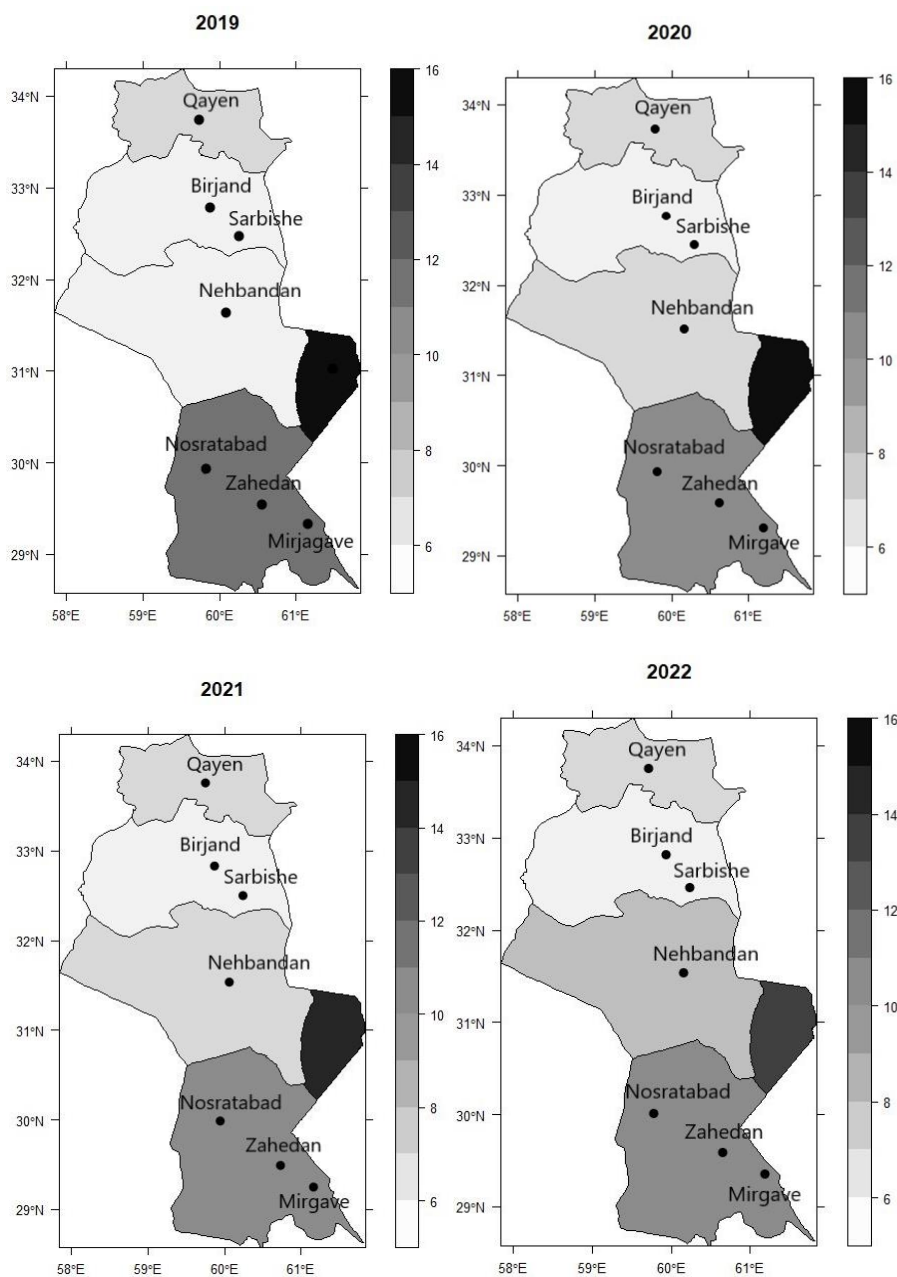 2019
16
34°N
Qayen
14
33°N
Birjand
Sarbishe
12
32°N
Nehbandan
10
31°N
Nosratabad
8
30°N
Zahedan
Mirjagave
6
29°N
58°E 59°E 60°E 61°E
2020
16
34°N
Qayen
14
33°N
Birjand
Sarbishe
12
32°N
Nehbandan
10
31°N
Nosratabad
8
30°N
Zahedan
Mirgave
6
29°N
58°E 59°E 60°E 61°E
2021
16
34°N
Qayen
14
33°N
Birjand
Sarbishe
12
32°N
Nehbandan
10
31°N
Nosratabad
8
30°N
Zahedan
Mirgave
6
29°N
58°E 59°E 60°E 61°E
2022
16
34°N
Qayen
14
33°N
Birjand
Sarbishe
12
32°N
Nehbandan
10
31°N
Nosratabad
8
30°N
Zahedan
Mirgave
6
29°N
58°E 59°E 60°E 61°E